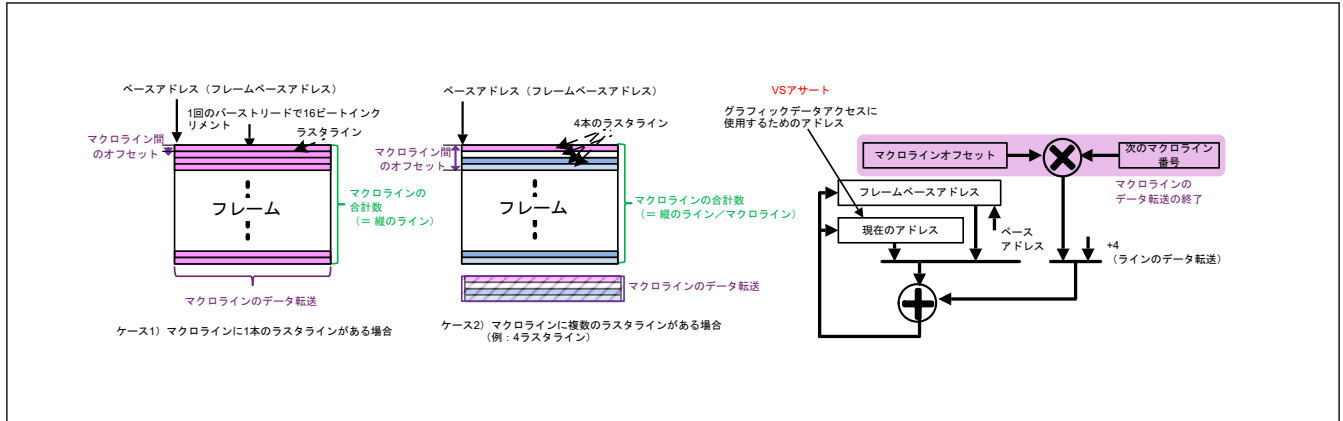 ベースアドレス（フレームベースアドレス）
1回のバーストリードで16ビートインク
リメント
ラスタライン
マクロライン間
のオフセット
フレーム
マクロラインの
合計数
（＝ 縦のライン）
マクロラインのデータ転送
ケース1）マクロラインに1本のラスタラインがある場合
ベースアドレス（フレームベースアドレス）
4本のラスタライン
マクロライン間
のオフセット
フレーム
マクロラインの合計数
（＝ 縦のライン／マクロライン）
マクロラインのデータ転送
ケース2）マクロラインに複数のラスタラインがある場合
（例：4ラスタライン）
VSアサート
グラフィックデータアクセスに
使用するためのアドレス
マクロラインオフセット
次のマクロライン
番号
マクロラインの
データ転送の終了
フレームベースアドレス
現在のアドレス
ベース
アドレス
+4
（ラインのデータ転送）